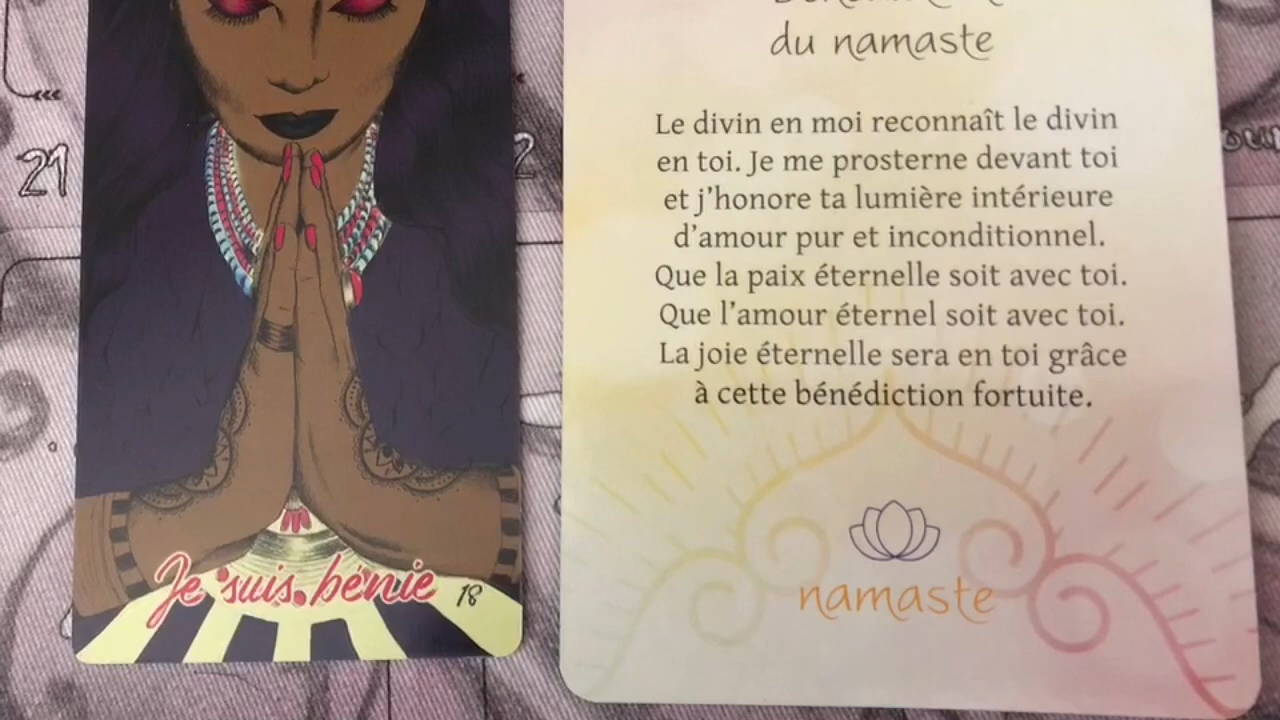 21
Je suis bénie
18
du namaste
Le divin en moi reconnaît le divin
en toi. Je me prosterne devant toi
et j'honore ta lumière intérieure
d'amour pur et inconditionnel.
Que la paix éternelle soit avec toi.
Que l'amour éternel soit avec toi.
La joie éternelle sera en toi grâce
à cette bénédiction fortuite.
namaste